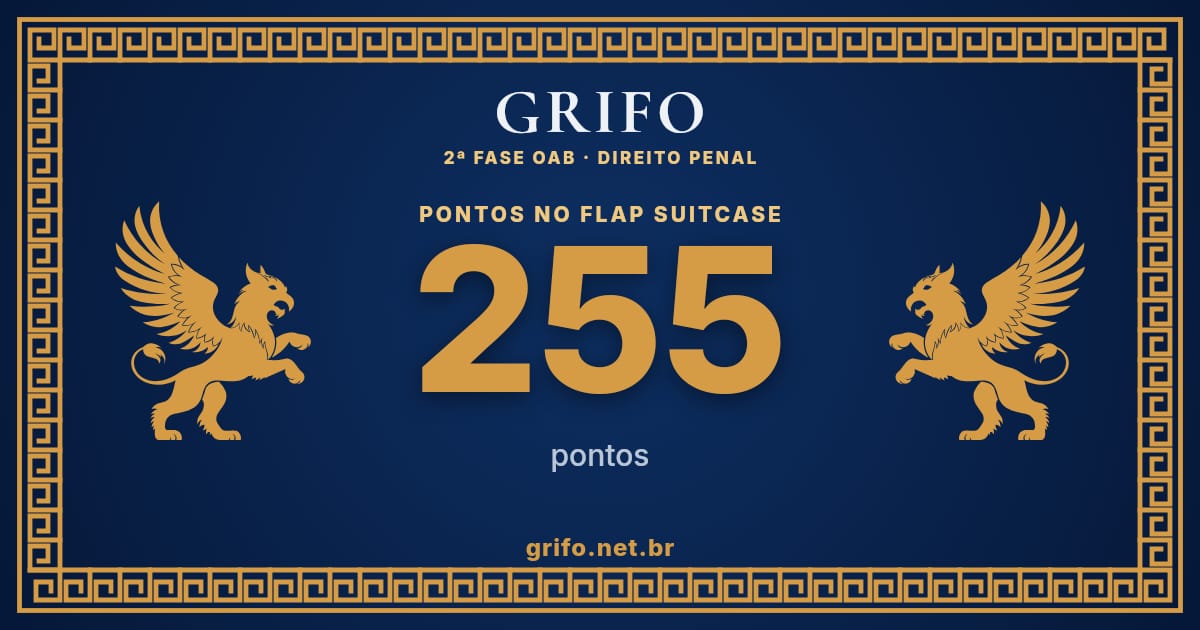 GRIFO
2ª FASE OAB · DIREITO PENAL
PONTOS NO FLAP SUITCASE
255
pontos
grifo.net.br